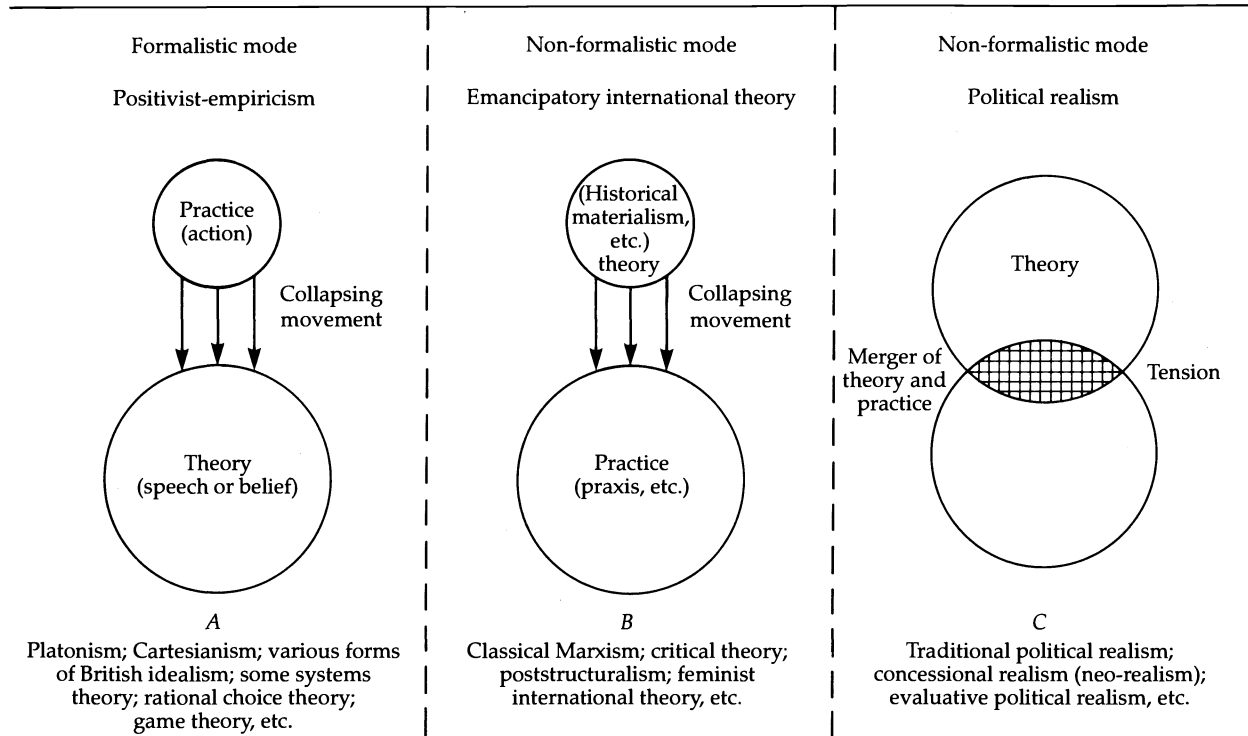 Formalistic mode
Positivist-empiricism
Practice
(action)
Collapsing
movement
Theory
(speech or belief)
A
Platonism; Cartesianism; various forms
of British idealism; some systems
theory; rational choice theory;
game theory, etc.
Non-formalistic mode
Emancipatory international theory
(Historical
materialism,
etc.)
theory
Collapsing
movement
Practice
(praxis, etc.)
B
Classical Marxism; critical theory;
poststructuralism; feminist
international theory, etc.
Non-formalistic mode
Political realism
Theory
Merger of
theory and
practice
Tension
C
Traditional political realism;
concessional realism (neo-realism);
evaluative political realism, etc.